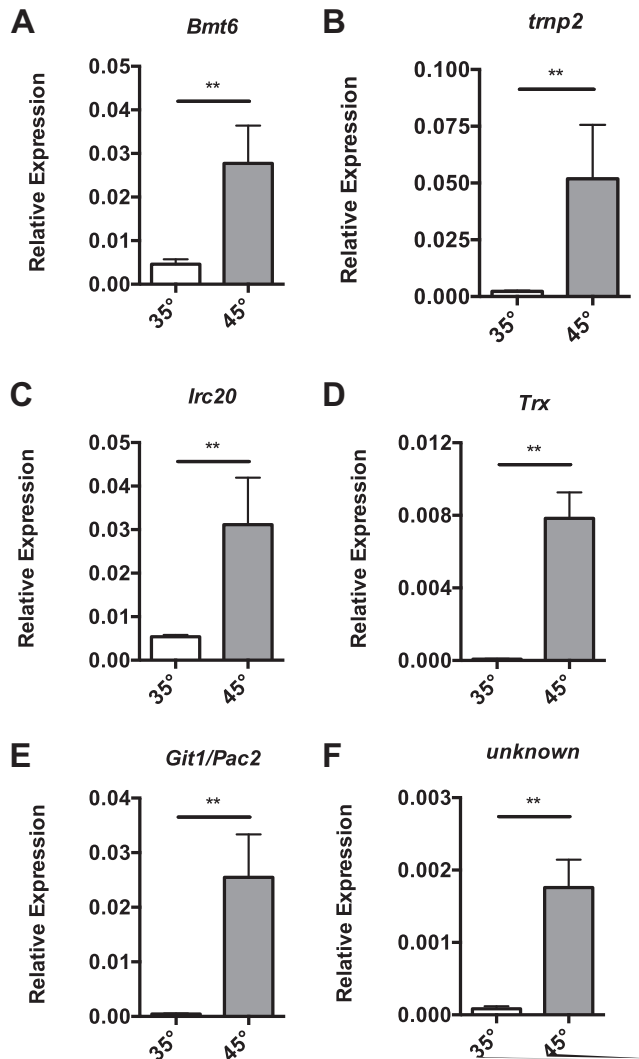 A
Bmt6
Relative Expression
0.05
0.04
0.03
0.02
0.01
0.00
**
35°
45°
B
tmp2
Relative Expression
0.100
0.075
0.050
0.025
0.000
**
35°
45°
C
Irc20
Relative Expression
0.05
0.04
0.03
0.02
0.01
0.00
**
35°
45°
D
Trx
Relative Expression
0.012
0.008
0.004
0.000
**
35°
45°
E
Git1/Pac2
Relative Expression
0.04
0.03
0.02
0.01
0.00
**
35°
45°
F
unknown
Relative Expression
0.003
0.002
0.001
0.000
**
35°
45°